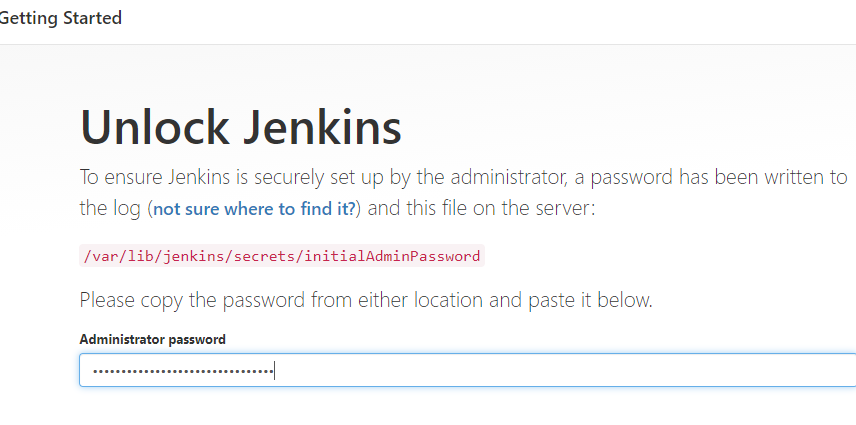 Getting Started
Unlock Jenkins
To ensure Jenkins is securely set up by the administrator, a password has been written to
the log (not sure where to find it?) and this file on the server:
/var/lib/jenkins/secrets/initialAdminPassword
Please copy the password from either location and paste it below.
Administrator password
••••••••••••••••••••••••••••••••